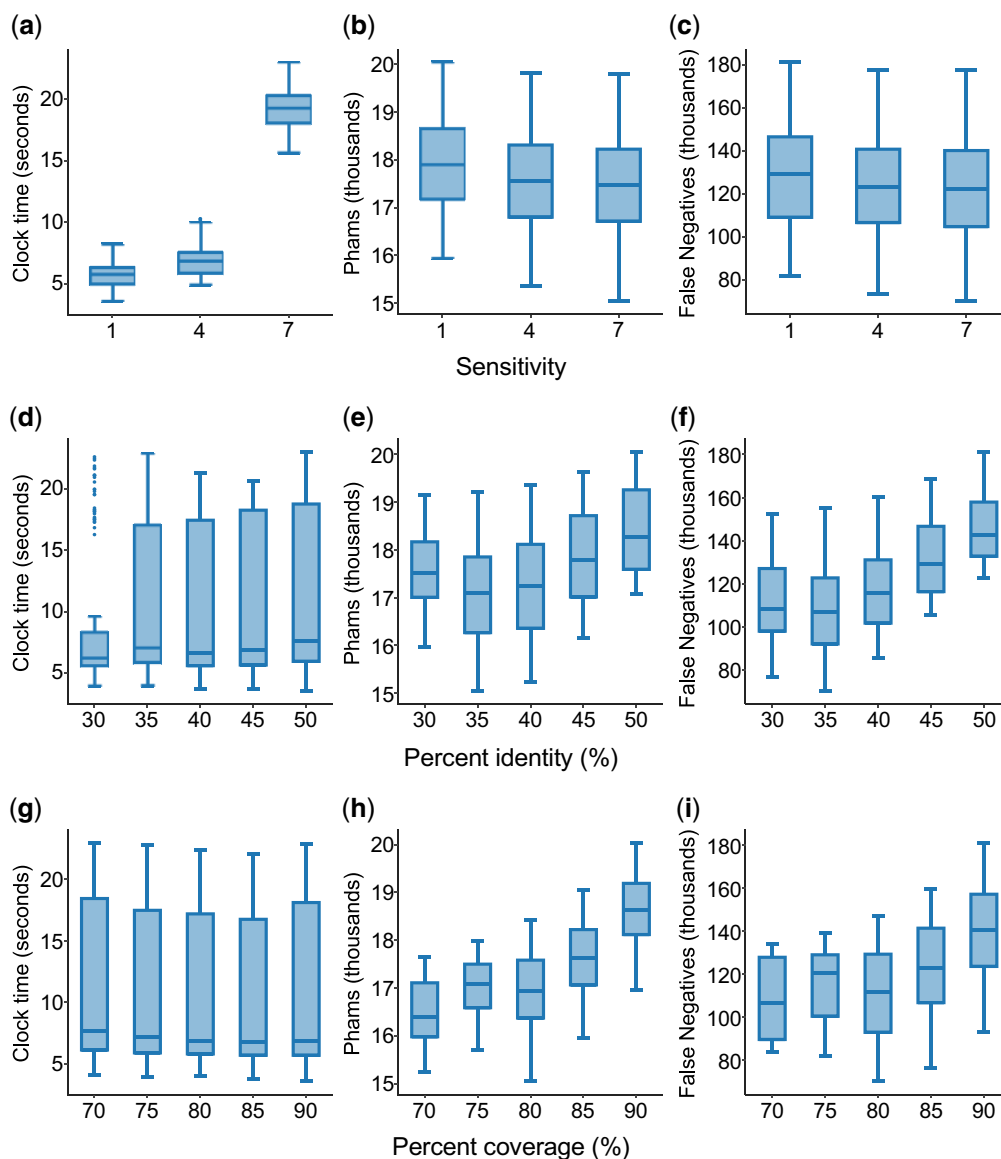 (a)
Clock time (seconds)
20
15
10
5
1 4 7
(b)
Phams (thousands)
20
19
18
17
16
15
1 4 7
(c)
False Negatives (thousands)
180
160
140
120
100
80
1 4 7
Sensitivity
(d)
Clock time (seconds)
20
15
10
5
30 35 40 45 50
(e)
Phams (thousands)
20
19
18
17
16
15
30 35 40 45 50
(f)
False Negatives (thousands)
180
160
140
120
100
80
30 35 40 45 50
Percent identity (%)
(g)
Clock time (seconds)
20
15
10
5
70 75 80 85 90
(h)
Phams (thousands)
20
19
18
17
16
15
70 75 80 85 90
(i)
False Negatives (thousands)
180
160
140
120
100
80
70 75 80 85 90
Percent coverage (%)